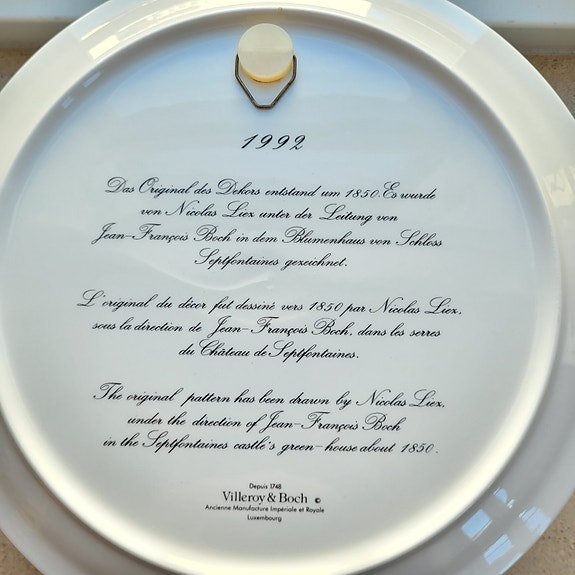 1992
Das Original des Dekors entstand um 1850. Es wurde
von Nicolas Liez unter der Leitung von
Jean-François Boch in dem Blumenhaus von Schloss
Septfontaines gezeichnet.
L'original du décor fut dessiné vers 1850 par Nicolas Liez,
sous la direction de Jean-François Boch, dans les serres
du Château de Septfontaines.
The original pattern has been drawn by Nicolas Liez,
under the direction of Jean-François Boch
in the Septfontaines castle's green-house about 1850.
Depuis 1748
Villeroy & Boch ©
Ancienne Manufacture Impériale et Royale
Luxembourg